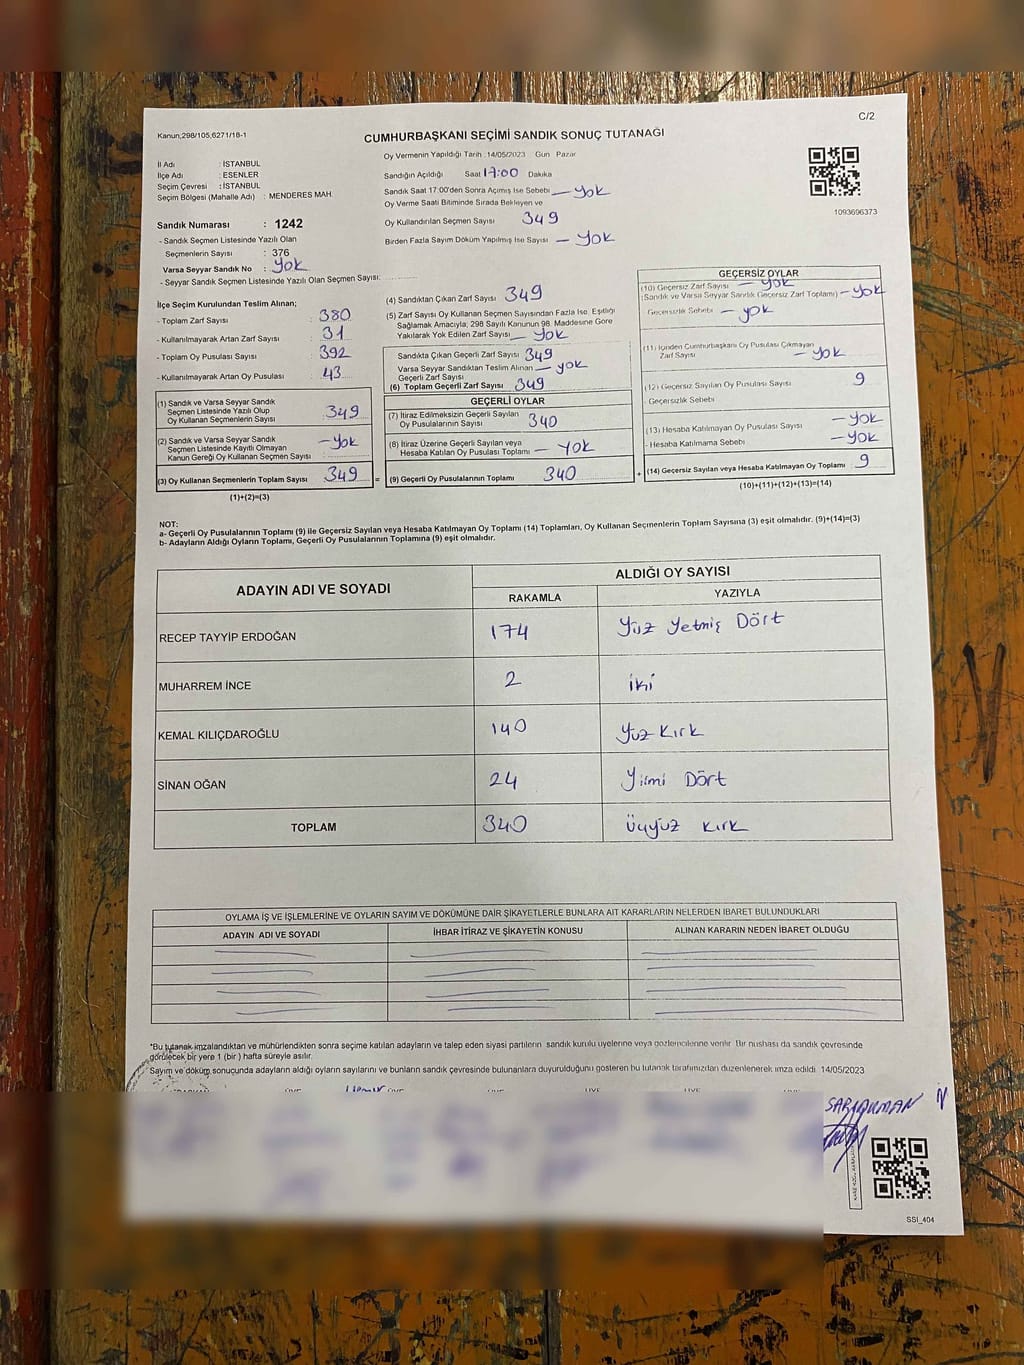 C/2
Kanun;298/105,6271/18-1
CUMHURBAŞKANI SEÇİMİ SANDIK SONUÇ TUTANAĞI
İl Adı : İSTANBUL
İlçe Adı : ESENLER
Seçim Çevresi : İSTANBUL
Seçim Bölgesi (Mahalle Adı) : MENDERES MAH.
Sandık Numarası : 1242
- Sandık Seçmen Listesinde Yazılı Olan
Seçmenlerin Sayısı : 376
Varsa Seyyar Sandık No : Yok
- Seyyar Sandık Seçmen Listesinde Yazılı Olan Seçmen Sayısı:
Oy Vermenin Yapıldığı Tarih :14/05/2023 Gün Pazar
Sandığın Açıldığı Saat 17:00 Dakika
Sandık Saat 17:00'den Sonra Açımış İse Sebebi – Yok
Oy Verme Saati Bitiminde Sırada Bekleyen ve
Oy Kullandırılan Seçmen Sayısı 349
Birden Fazla Sayım Döküm Yapılmış İse Sayısı – Yok
1093696373
İlçe Seçim Kurulundan Teslim Alınan;
- Toplam Zarf Sayısı : 380
- Kullanılmayarak Artan Zarf Sayısı : 31
- Toplam Oy Pusulası Sayısı : 392
- Kullanılmayarak Artan Oy Pusulası : 43
(1) Sandık ve Varsa Seyyar Sandık
Seçmen Listesinde Yazılı Olup
Oy Kullanan Seçmenlerin Sayısı : 349
(2) Sandık ve Varsa Seyyar Sandık
Seçmen Listesinde Kayıtlı Olmayan
Kanun Gereği Oy Kullanan Seçmen Sayısı : – Yok
(3) Oy Kullanan Seçmenlerin Toplam Sayısı : 349 =
(1)+(2)=(3)
(4) Sandıktan Çıkan Zarf Sayısı 349
(5) Zarf Sayısı Oy Kullanan Seçmen Sayısından Fazla İse, Eşitliği
Sağlamak Amacıyla, 298 Sayılı Kanunun 98. Maddesine Göre
Yakılarak Yok Edilen Zarf Sayısı – Yok
Sandıkta Çıkan Geçerli Zarf Sayısı 349
Varsa Seyyar Sandıktan Teslim Alınan – yok
Geçerli Zarf Sayısı
(6) Toplam Geçerli Zarf Sayısı 349
GEÇERLİ OYLAR
(7) İtiraz Edilmeksizin Geçerli Sayılan
Oy Pusulasının Sayısı : 340
(8) İtiraz Üzerine Geçerli Sayılan veya
Hesaba Katılan Oy Pusulası Toplamı – YOK
(9) Geçerli Oy Pusulalarının Toplamı : 340 +
GEÇERSİZ OYLAR
(10) Geçersiz Zarf Sayısı – yok
(Sandık ve Varsa Seyyar Sandık Geçersiz Zarf Toplamı) – Yok
Geçersizlik Sebebi – yok
(11) İçinden Cumhurbaşkanı Oy Pusulası Çıkmayan
Zarf Sayısı – yok
(12) Geçersiz Sayılan Oy Pusulası Sayısı 9
- Geçersizlik Sebebi
(13) Hesaba Katılmayan Oy Pusulası Sayısı – Yok
- Hesaba Katılmama Sebebi – Yok
(14) Geçersiz Sayılan veya Hesaba Katılmayan Oy Toplamı 9
(10)+(11)+(12)+(13)=(14)
NOT:
a- Geçerli Oy Pusulalarının Toplamı (9) ile Geçersiz Sayılan veya Hesaba Katılmayan Oy Toplamı (14) Toplamları, Oy Kullanan Seçmenlerin Toplam Sayısına (3) eşit olmalıdır. (9)+(14)=(3)
b- Adayların Aldığı Oyların Toplamı, Geçerli Oy Pusulalarının Toplamına (9) eşit olmalıdır.
ADAYIN ADI VE SOYADI ALDIĞI OY SAYISI
RAKAMLA YAZIYLA
RECEP TAYYİP ERDOĞAN 174 Yüz Yetmiş Dört
MUHARREM İNCE 2 iki
KEMAL KILIÇDAROĞLU 140 Yüz Kırk
SİNAN OĞAN 24 Yirmi Dört
TOPLAM 340 Üçyüz Kırk
OYLAMA İŞ VE İŞLEMLERİNE VE OYLARIN SAYIM VE DÖKÜMÜNE DAİR ŞİKAYETLERLE BUNLARA AİT KARARLARIN NELERDEN İBARET BULUNDUKLARI
ADAYIN ADI VE SOYADI İHBAR İTİRAZ VE ŞİKAYETİN KONUSU ALINAN KARARIN NEDEN İBARET OLDUĞU
*Bu tutanak imzalandıktan ve mühürlendikten sonra seçime katılan adayların ve talep eden siyasi partilerin sandık kurulu üyelerine veya gözlemcilerine verilir. Bir nushası da sandık çevresinde
görülecek bir yere 1 (bir ) hafta süreyle asılır.
Sayım ve döküm sonucunda adayların aldığı oyların sayılarını ve bunların sandık çevresinde bulunanlara duyurulduğunu gösteren bu tutanak tarafımızdan düzenlenerek imza edildi 14/05/2023
SSI_404